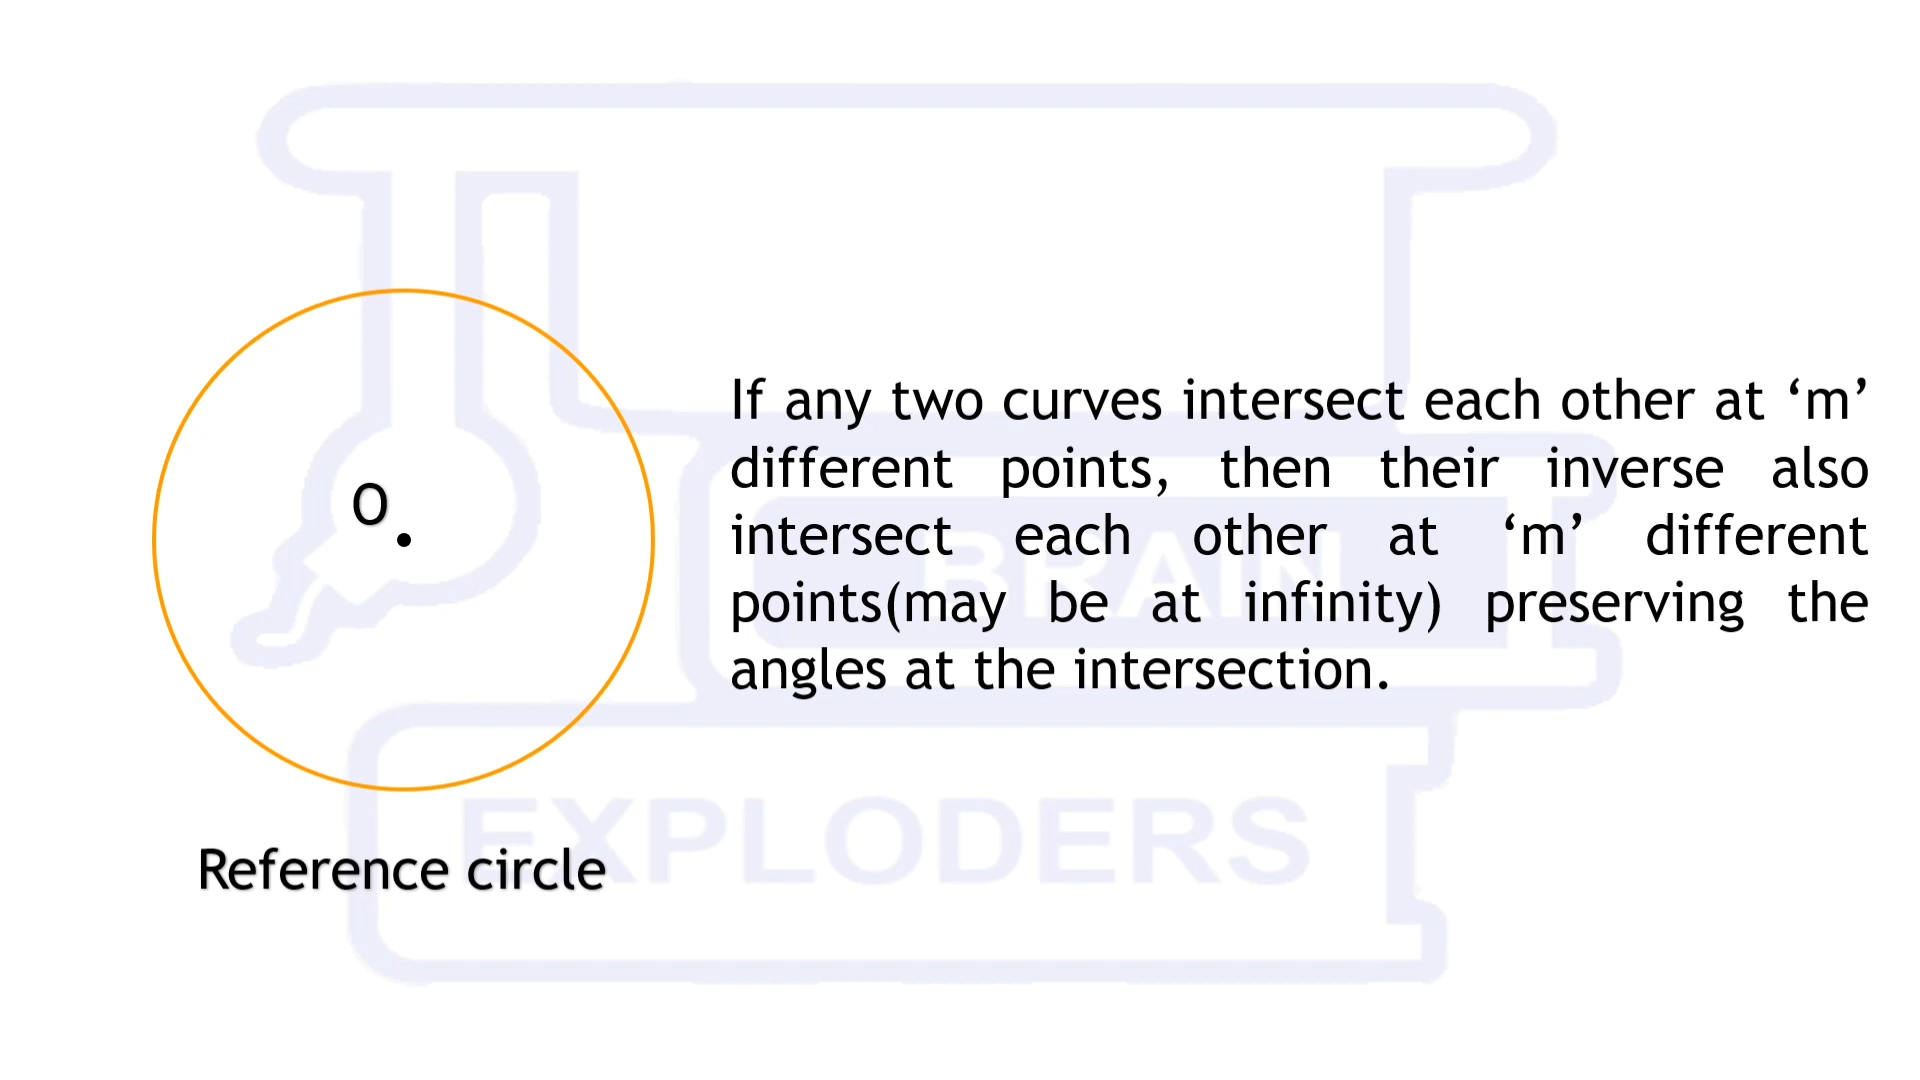 If any two curves intersect each other at ‘m’
different points, then their inverse also
intersect each other at ‘m’ different
points(may be at infinity) preserving the
angles at the intersection.
O
Reference circle
BRAIN
EXPLODERS